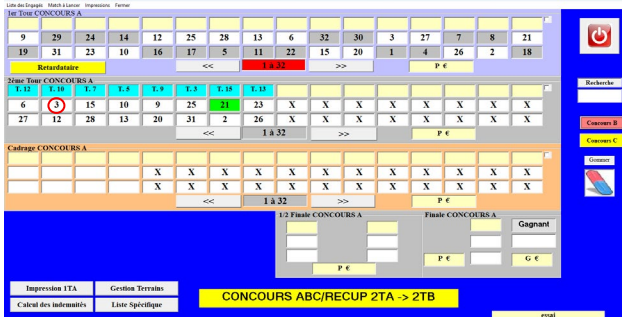 Liste des Engagés Match à Lancer Impressions Fermer
1er Tour CONCOURS A
9 29 24 14 12 25 28 13 6 32 30 3 27 7 8 21
19 31 23 10 16 17 5 11 22 15 20 1 4 26 2 18
Retardataire << 1 à 32 >> P €
2ème Tour CONCOURS A
T. 12 T. 10 T. 7 T. 5 T. 9 T. 3 T. 15 T. 13
6 3 15 10 9 25 21 23 X X X X X X X X
27 12 28 13 20 31 2 26 X X X X X X X X
<< 1 à 32 >> P €
Cadrage CONCOURS A
X X X X X X X X X X X X
X X X X X X X X X X X X
<< 1 à 32 >> P €
1/2 Finale CONCOURS A
P €
Finale CONCOURS A
Gagnant
P € G €
Recherche
Concours B
Concours C
Gommer
Impression 1TA Gestion Terrains
Calcul des indemnités Liste Spécifique
CONCOURS ABC/RECUP 2TA -> 2TB
essai